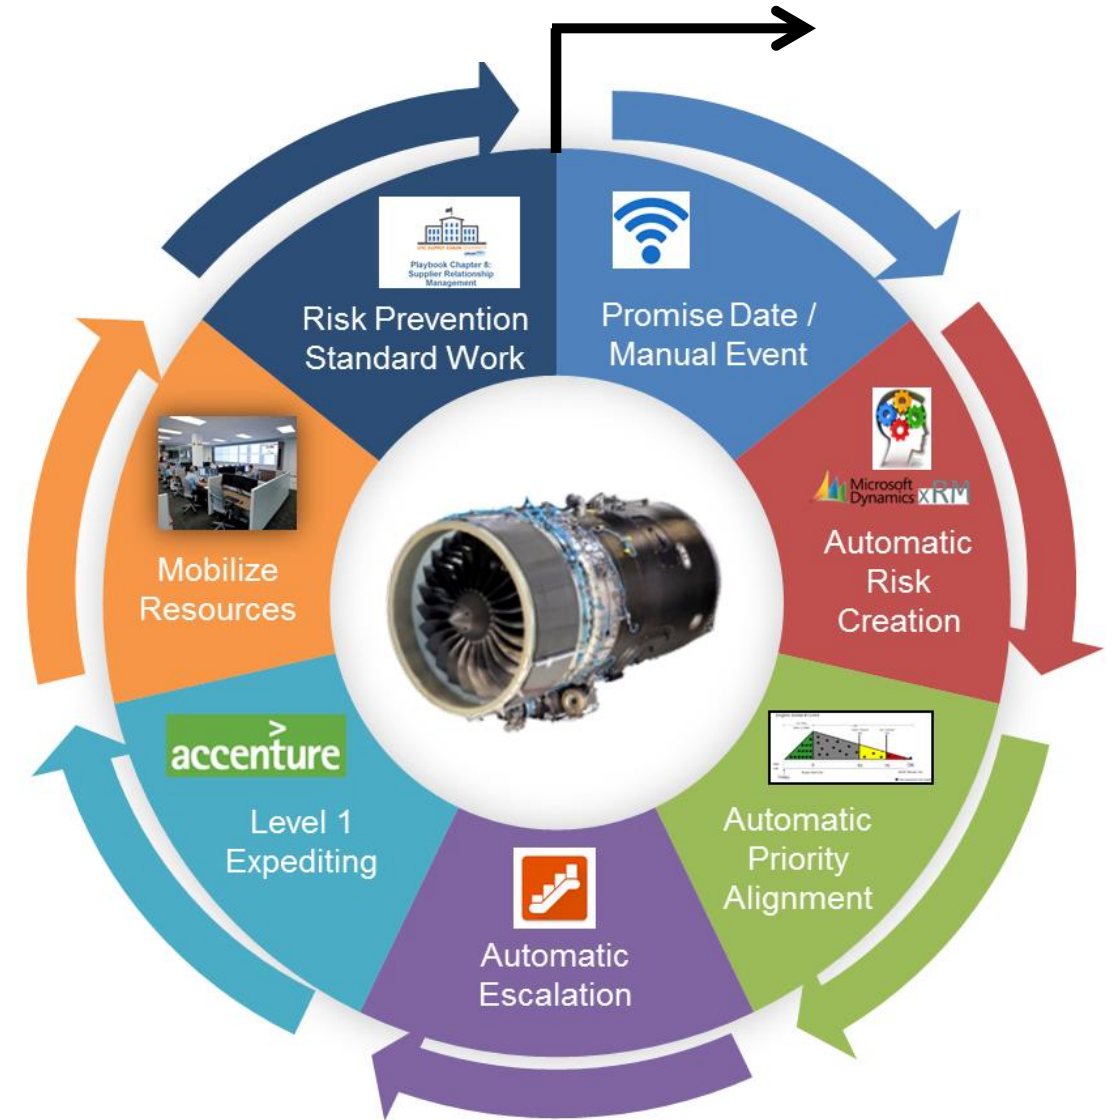 Playbook Chapter 8:
Supplier Relationship
Management
Risk Prevention
Standard Work
Promise Date /
Manual Event
Microsoft
Dynamics xRM
Automatic
Risk
Creation
Automatic
Priority
Alignment
Automatic
Escalation
accenture
Level 1
Expediting
Mobilize
Resources